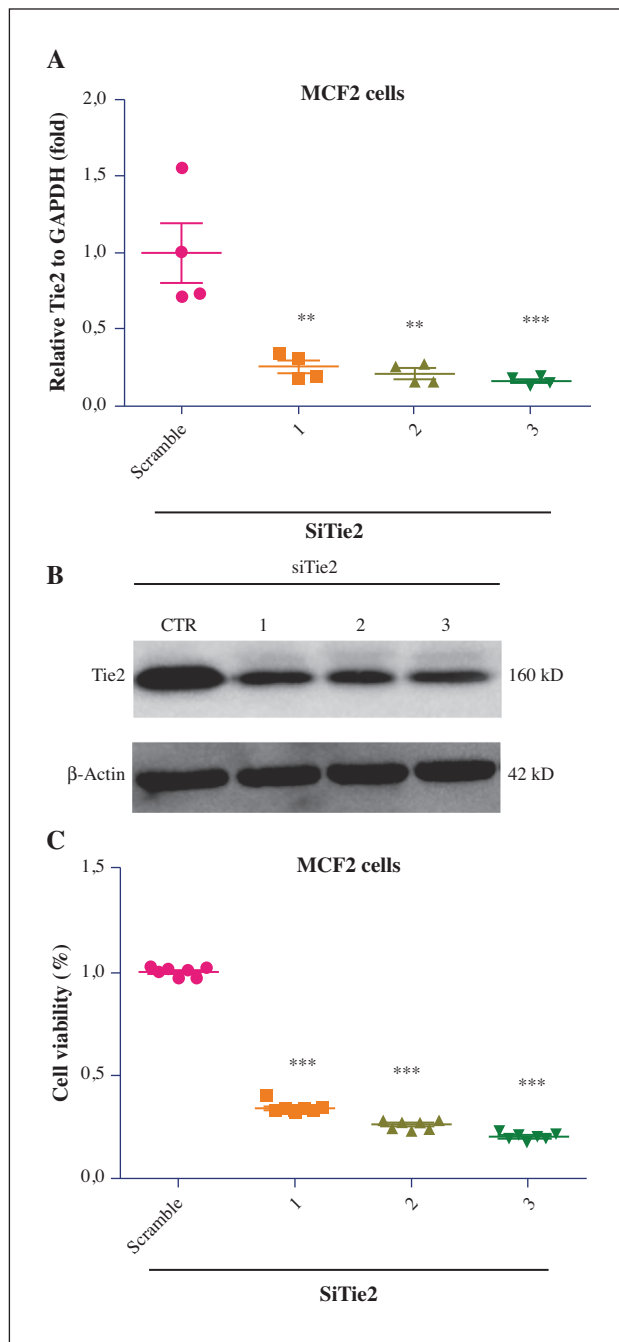 A
MCF2 cells
Relative Tie2 to GAPDH (fold)
2,0
1,5
1,0
0,5
0,0
** ** ***
Scramble 1 2 3
SiTie2
B
siTie2
CTR 1 2 3
Tie2 160 kD
β-Actin 42 kD
C
MCF2 cells
Cell viability (%)
1,5
1,0
0,5
0,0
*** *** ***
Scramble 1 2 3
SiTie2